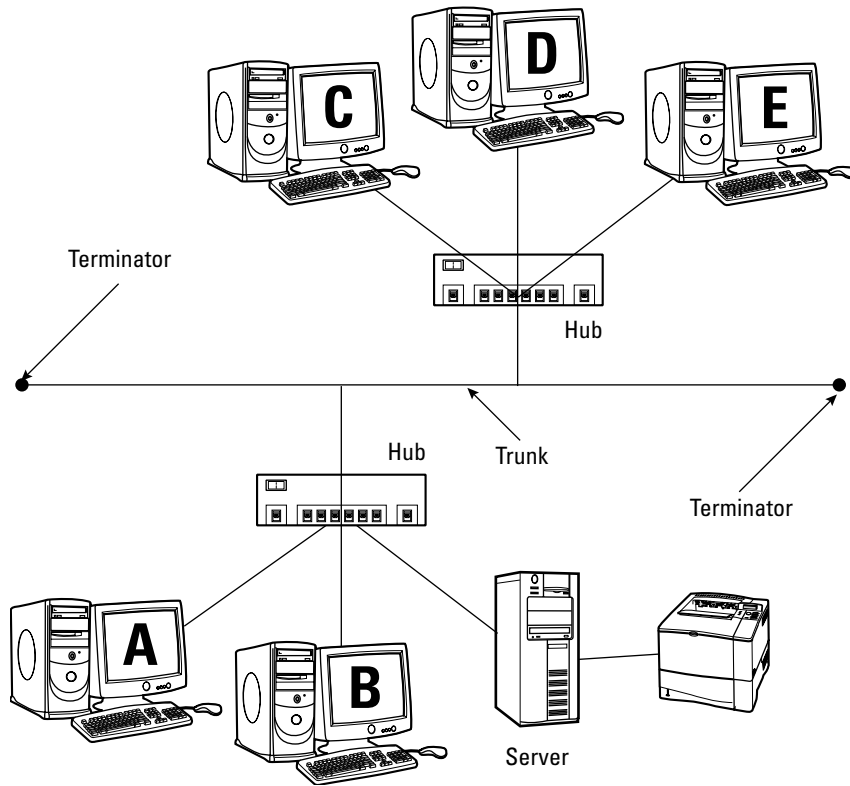 C
D
E
Terminator
Hub
Hub
Trunk
Terminator
A
B
Server